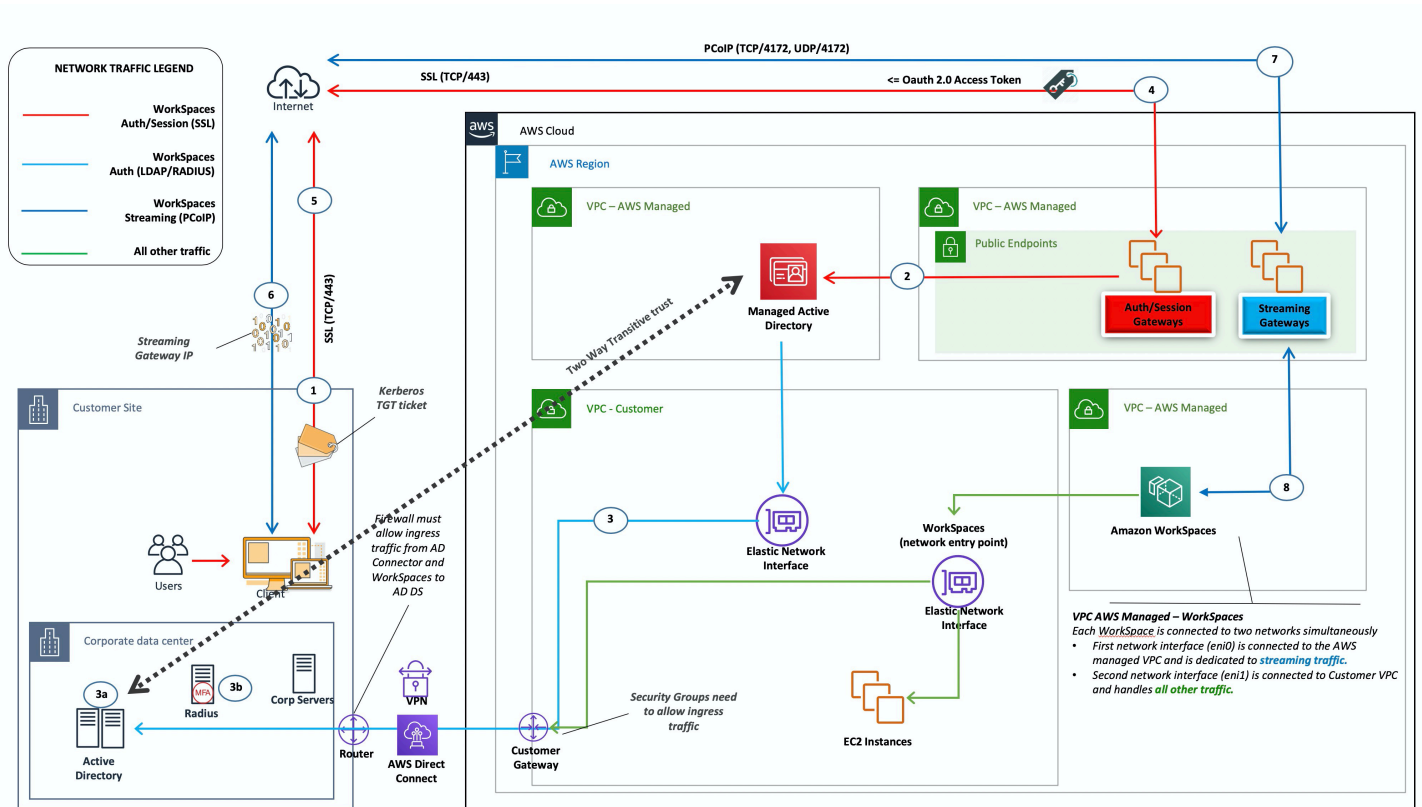 NETWORK TRAFFIC LEGEND
WorkSpaces
Auth/Session (SSL)
WorkSpaces
Auth (LDAP/RADIUS)
WorkSpaces
Streaming (PCoIP)
All other traffic
Internet
PCoIP (TCP/4172, UDP/4172)
7
SSL (TCP/443)
<= Oauth 2.0 Access Token
4
aws
AWS Cloud
AWS Region
VPC – AWS Managed
VPC – AWS Managed
Public Endpoints
5
6
SSL (TCP/443)
Streaming
Gateway IP
2
Managed Active
Directory
Auth/Session
Gateways
Streaming
Gateways
Two Way Transitive trust
Customer Site
1
Kerberos
TGT ticket
VPC - Customer
VPC – AWS Managed
8
Amazon WorkSpaces
3
Elastic Network
Interface
WorkSpaces
(network entry point)
Elastic Network
Interface
Firewall must
allow ingress
traffic from AD
Connector and
WorkSpaces to
AD DS
Users
Client
VPC AWS Managed – WorkSpaces
Each WorkSpace is connected to two networks simultaneously
• First network interface (eni0) is connected to the AWS
managed VPC and is dedicated to streaming traffic.
• Second network interface (eni1) is connected to Customer VPC
and handles all other traffic.
Corporate data center
3a
MFA
3b
Radius
Corp Servers
Active
Directory
Router
VPN
AWS Direct
Connect
Customer
Gateway
Security Groups need
to allow ingress
traffic
EC2 Instances